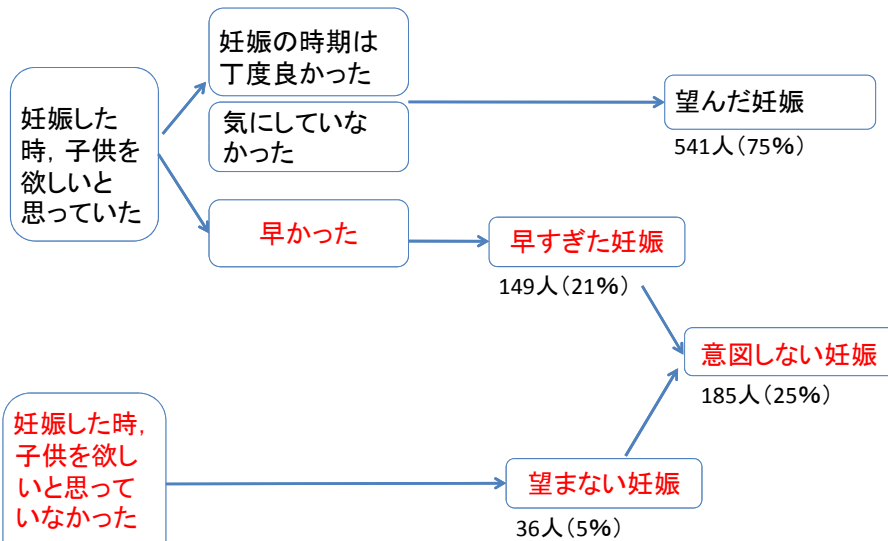 妊娠の時期は
丁度良かった
気にしていな
かった
妊娠した
時, 子供を
欲しいと
思っていた
望んだ妊娠
541人(75%)
早かった
早すぎた妊娠
149人(21%)
意図しない妊娠
185人(25%)
妊娠した時,
子供を欲し
いと思って
いなかった
望まない妊娠
36人(5%)